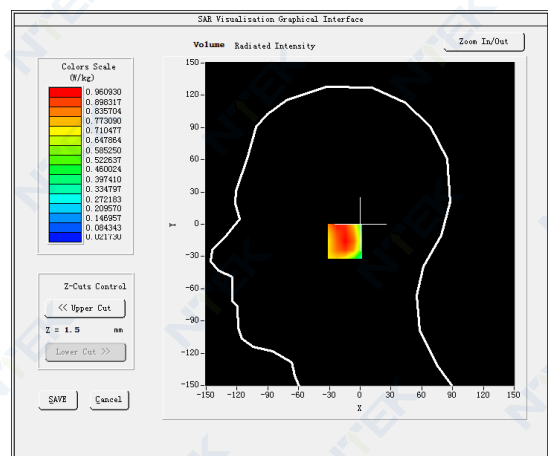 SAR Visualisation Graphical Interface
Volume Radiated Intensity
Zoom In/Out
Colors Scale
(W/kg)
0.960930
0.898317
0.835704
0.773090
0.710477
0.647864
0.585250
0.522637
0.460024
0.397410
0.334797
0.272183
0.209570
0.146957
0.084343
0.021730
Z-Cuts Control
<< Upper Cut
Z = 1.5 mm
Lower Cut >>
SAVE
Cancel
150
120
90
60
30
0
-30
-60
-90
-120
-150
Y
-150 -120 -90 -60 -30 0 30 60 90 120 150
X
NTEK